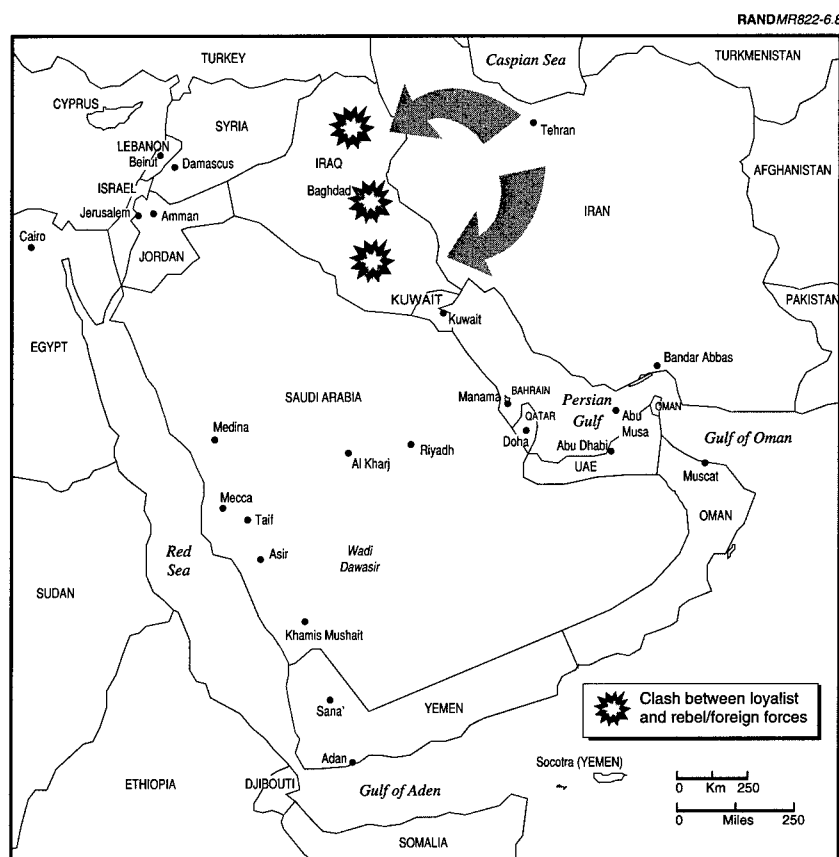 RANDMR822-6.8
TURKEY
Caspian Sea
TURKMENISTAN
CYPRUS
SYRIA
Tehran
LEBANON
Beirut
Damascus
IRAQ
AFGHANISTAN
ISRAEL
Baghdad
IRAN
Jerusalem
Amman
Cairo
JORDAN
KUWAIT
PAKISTAN
Kuwait
EGYPT
Bandar Abbas
SAUDI ARABIA
Manama
BAHRAIN
Persian
Gulf
OMAN
QATAR
Abu
Musa
Medina
Doha
Abu Dhabi
Gulf of Oman
Riyadh
Al Kharj
UAE
Muscat
Mecca
Taif
OMAN
Red
Sea
Asir
Wadi
Dawasir
SUDAN
Khamis Mushait
Sana'
YEMEN
Clash between loyalist
and rebel/foreign forces
Adan
Socotra (YEMEN)
ETHIOPIA
DJIBOUTI
Gulf of Aden
0 Km 250
0 Miles 250
SOMALIA